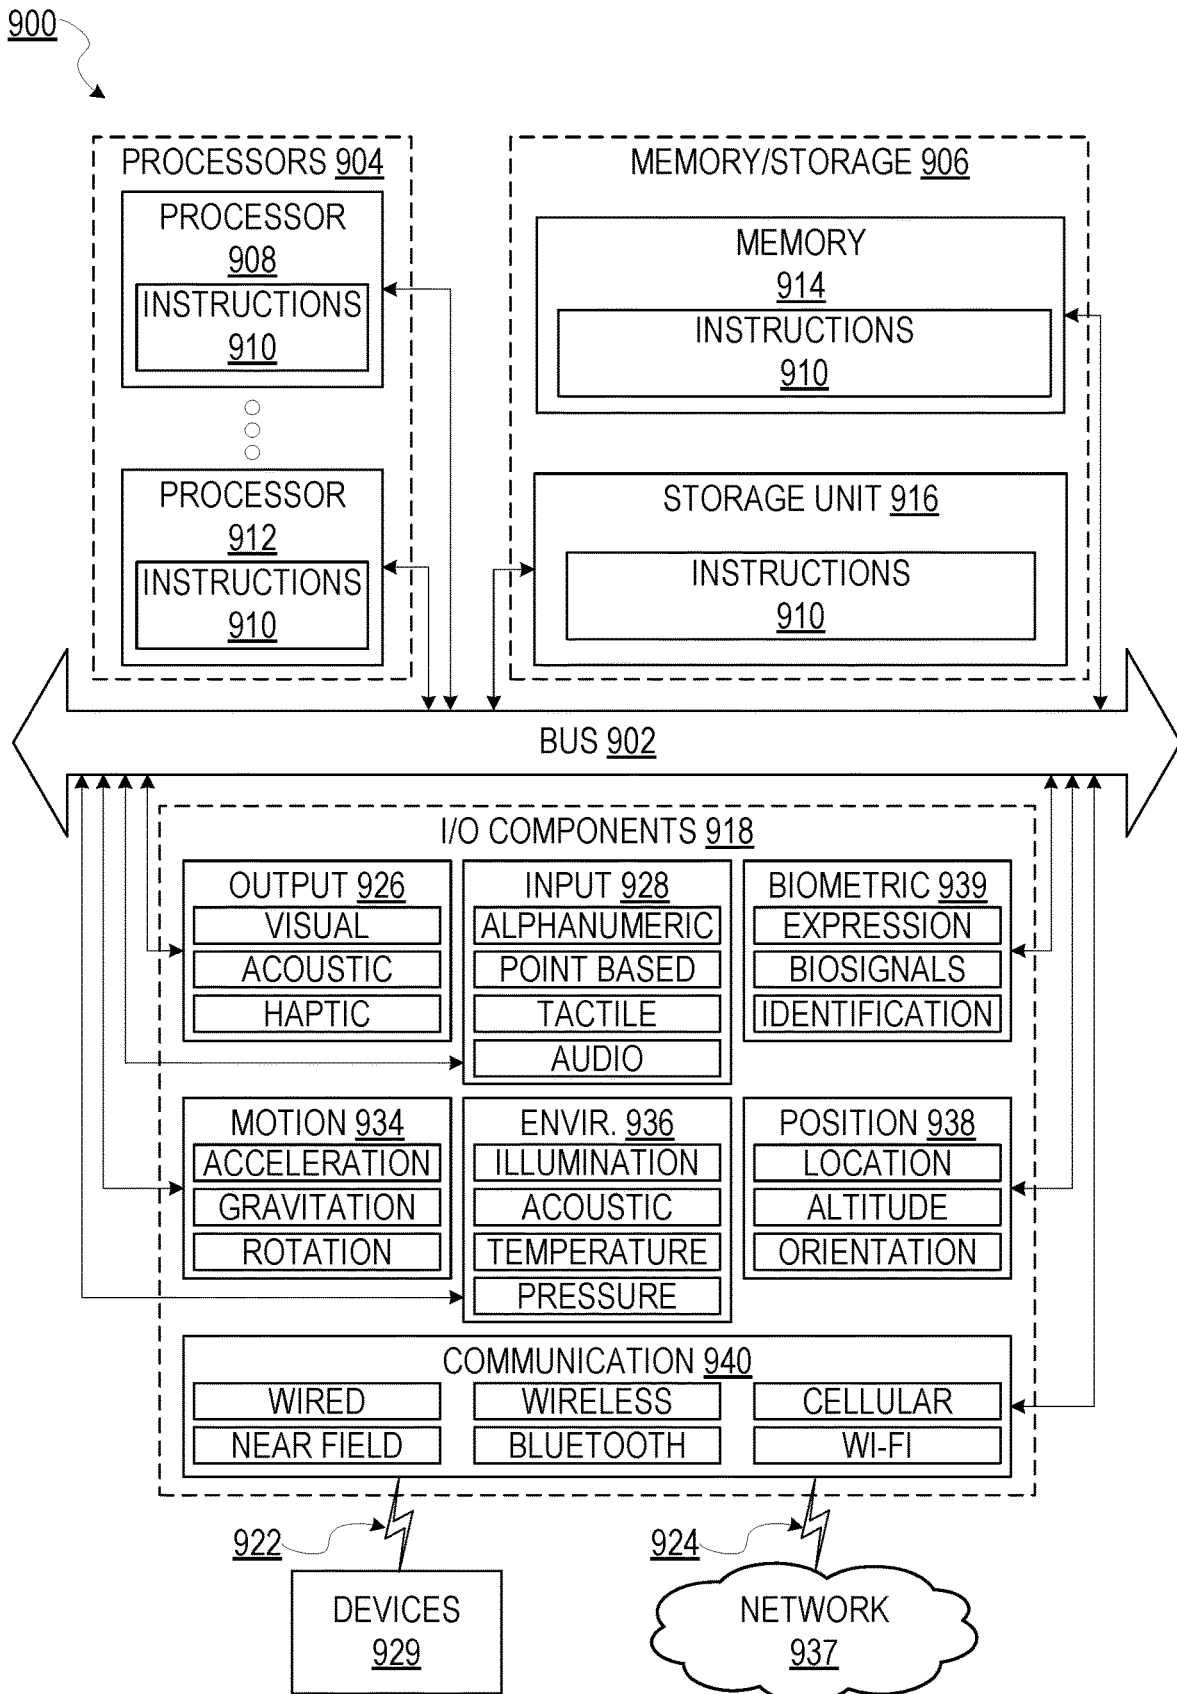 900
PROCESSORS 904
PROCESSOR
908
INSTRUCTIONS
910
PROCESSOR
912
INSTRUCTIONS
910
MEMORY/STORAGE 906
MEMORY
914
INSTRUCTIONS
910
STORAGE UNIT 916
INSTRUCTIONS
910
BUS 902
I/O COMPONENTS 918
OUTPUT 926
VISUAL
ACOUSTIC
HAPTIC
INPUT 928
ALPHANUMERIC
POINT BASED
TACTILE
AUDIO
BIOMETRIC 939
EXPRESSION
BIOSIGNALS
IDENTIFICATION
MOTION 934
ACCELERATION
GRAVITATION
ROTATION
ENVIR. 936
ILLUMINATION
ACOUSTIC
TEMPERATURE
PRESSURE
POSITION 938
LOCATION
ALTITUDE
ORIENTATION
COMMUNICATION 940
WIRED
WIRELESS
CELLULAR
NEAR FIELD
BLUETOOTH
WI-FI
922
924
DEVICES
929
NETWORK
937